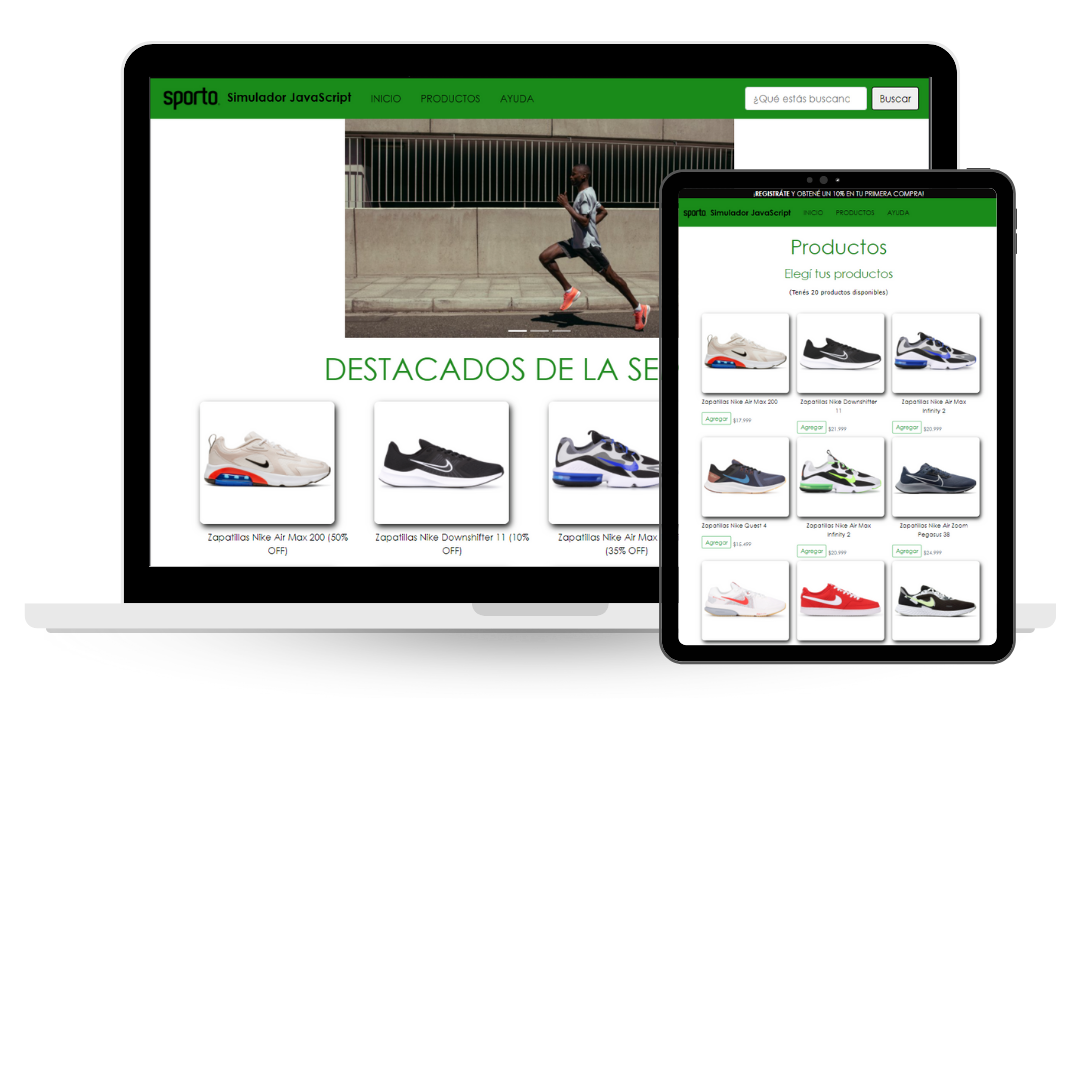 sporto
Simulador JavaScript
INICIO
PRODUCTOS
AYUDA
¿Qué estás buscanc
Buscar
DESTACADOS DE LA SE
Zapatillas Nike Air Max 200 (50%
OFF)
Zapatillas Nike Downshifter 11 (10%
OFF)
Zapatillas Nike Air Max
(35% OFF)
¡REGISTRÁTE Y OBTENÉ UN 10% EN TU PRIMERA COMPRA!
sporto
Simulador JavaScript
INICIO
PRODUCTOS
AYUDA
Productos
Elegí tus productos
(Tenés 20 productos disponibles)
Zapatillas Nike Air Max 200
Agregar $17.999
Zapatillas Nike Downshifter
11
Agregar $21.999
Zapatillas Nike Air Max
Infinity 2
Agregar $20.999
Zapatillas Nike Quest 4
Agregar $15.499
Zapatillas Nike Air Max
Infinity 2
Agregar $20.999
Zapatillas Nike Air Zoom
Pegasus 38
Agregar $24.999